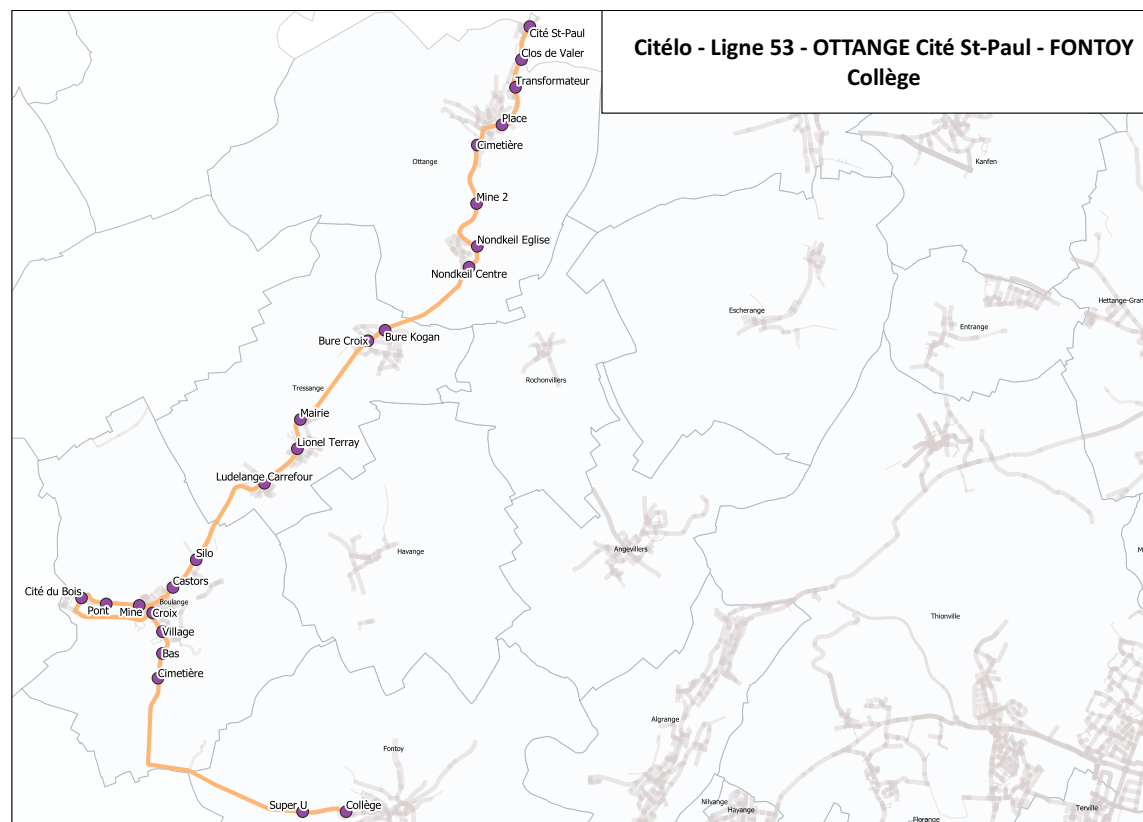 Citélo - Ligne 53 - OTTANGE Cité St-Paul - FONTOY
Collège
Cité St-Paul
Clos de Valer
Transformateur
Place
Cimetière
Ottange
Kanfen
Mine 2
Nondkeil Eglise
Nondkeil Centre
Escherange
Hettange-Gran
Entrange
Bure Kogan
Bure Croix
Rochonvillers
Tressange
Mairie
Lionel Terray
Ludelange Carrefour
Havange
Angevillers
Silo
Castors
Cité du Bois
Boulange
Pont
Mine
Croix
Thionville
Village
Bas
Cimetière
Algrange
Fontoy
Super U
Collège
Nilvange
Hayange
Terville
Florange